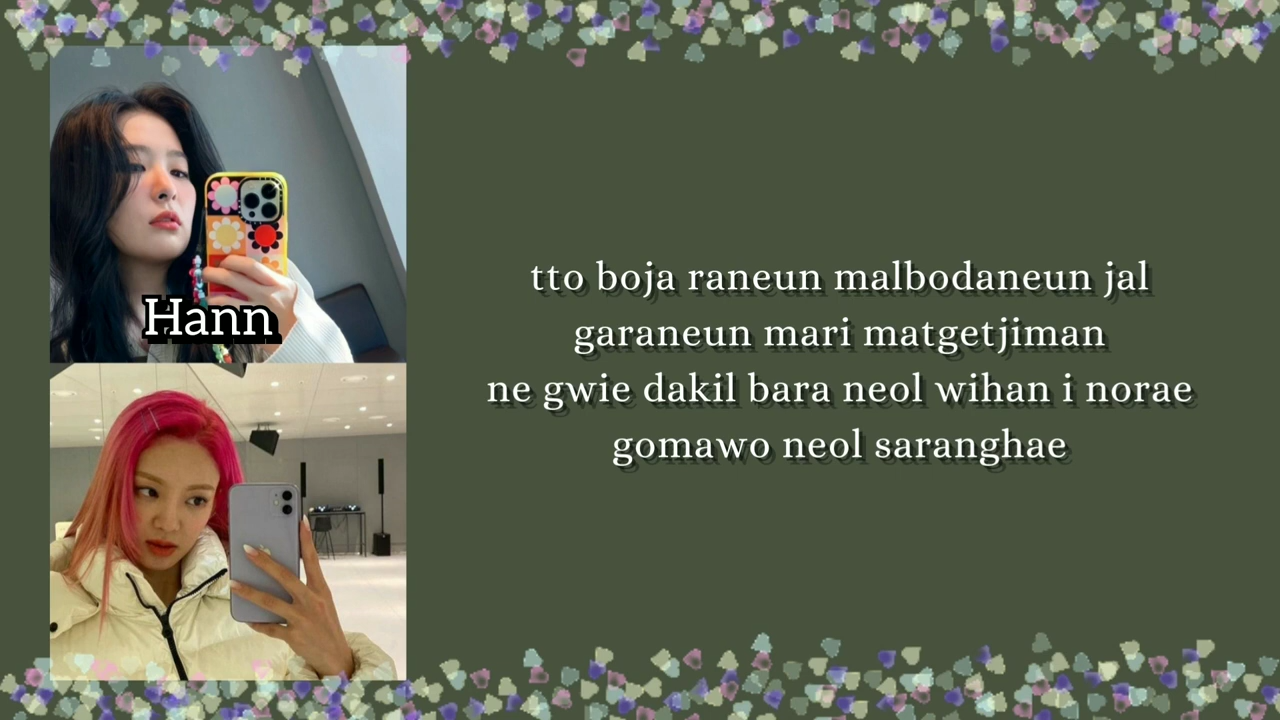 Hann
tto boja raneun malbodaneun jal
garaneun mari matgetjiman
ne gwie dakil bara neol wihan i norae
gomawo neol saranghae